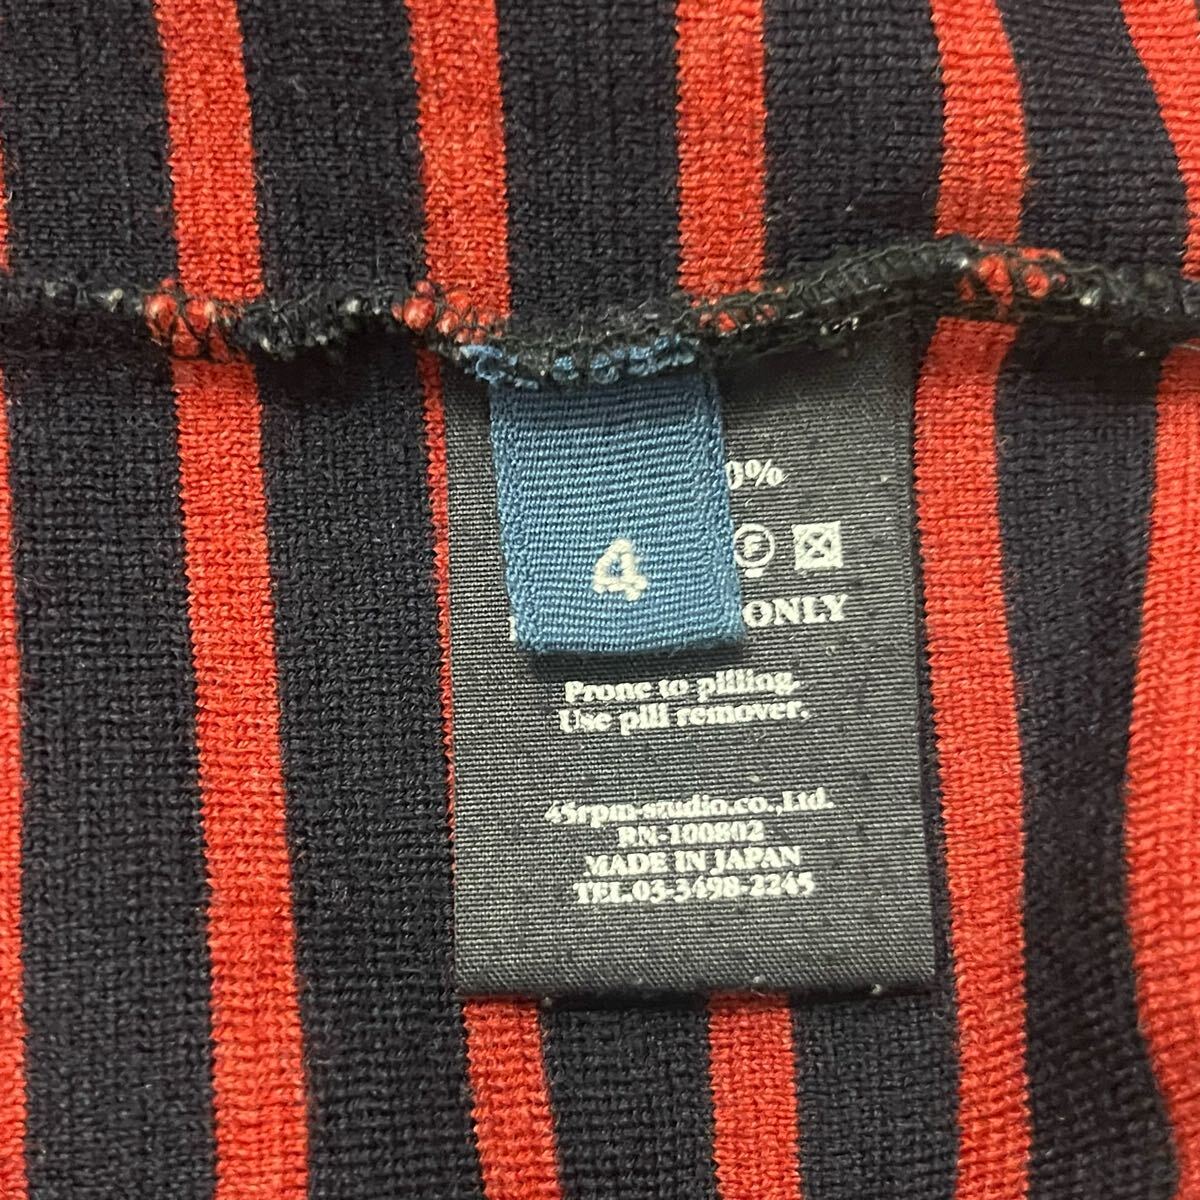 0%
F
4
ONLY
Prone to pilling.
Use pill remover.
45rpm-studio.co.,Ltd.
RN-100802
MADE IN JAPAN
TEL.03-3498-2245